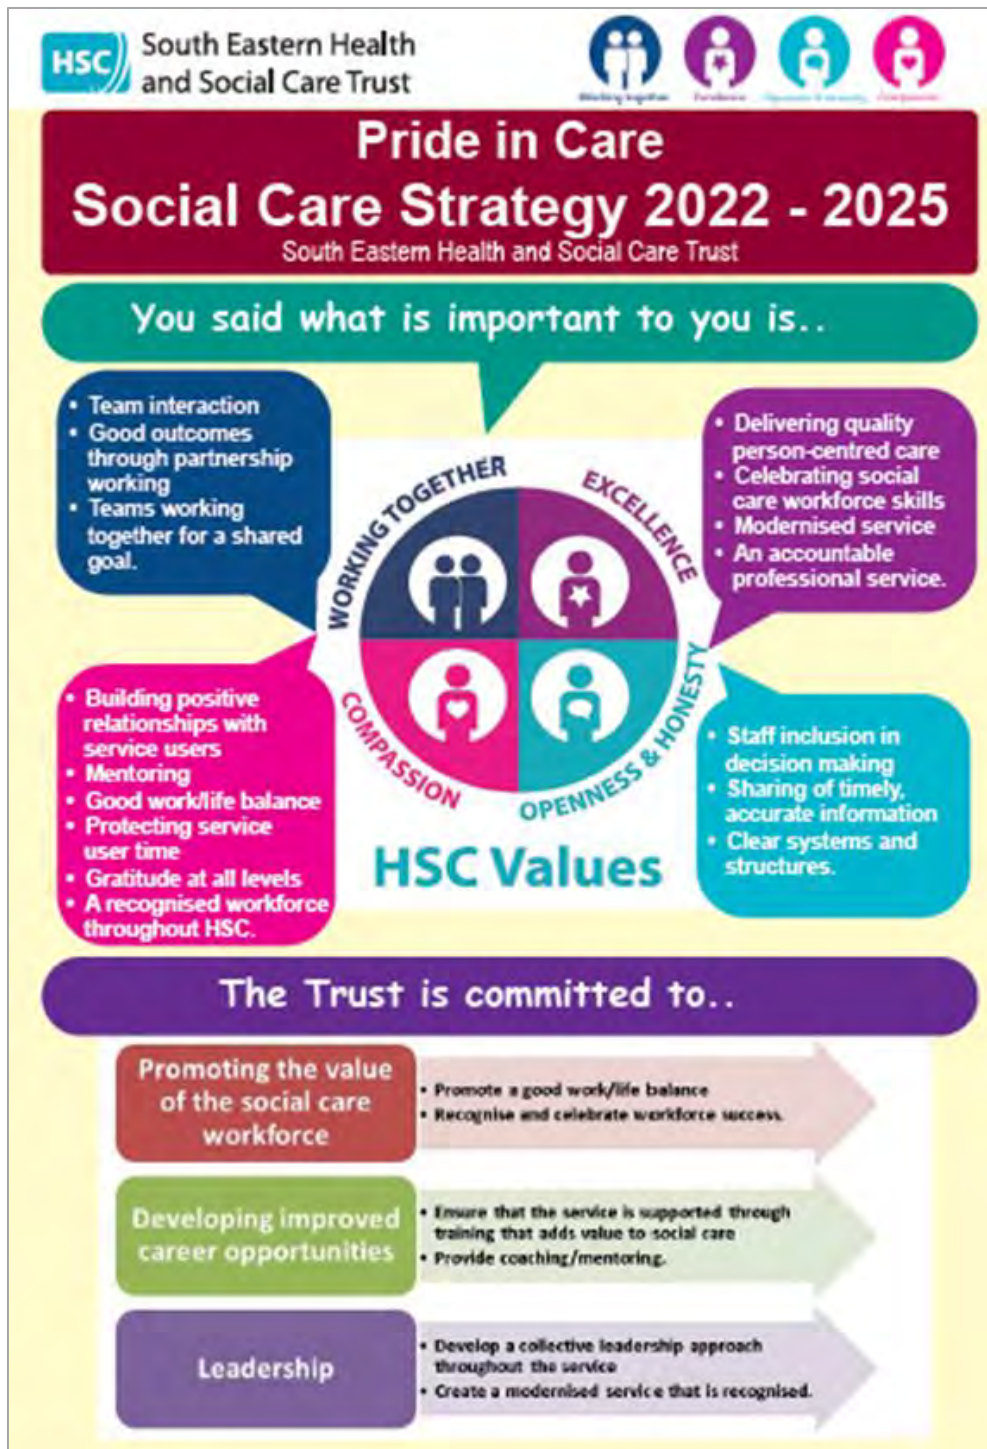 HSC
South Eastern Health
and Social Care Trust
Working together
Excellence
Openness & Honesty
Compassion
Pride in Care
Social Care Strategy 2022 - 2025
South Eastern Health and Social Care Trust
You said what is important to you is..
• Team interaction
• Good outcomes
through partnership
working
• Teams working
together for a shared
goal.
• Delivering quality
person-centred care
• Celebrating social
care workforce skills
• Modernised service
• An accountable
professional service.
WORKING TOGETHER
EXCELLENCE
COMPASSION
OPENNESS & HONESTY
HSC Values
• Building positive
relationships with
service users
• Mentoring
• Good work/life balance
• Protecting service
user time
• Gratitude at all levels
• A recognised workforce
throughout HSC.
• Staff inclusion in
decision making
• Sharing of timely,
accurate information
• Clear systems and
structures.
The Trust is committed to..
Promoting the value
of the social care
workforce
• Promote a good work/life balance
• Recognise and celebrate workforce success.
Developing improved
career opportunities
• Ensure that the service is supported through
training that adds value to social care
• Provide coaching/mentoring.
Leadership
• Develop a collective leadership approach
throughout the service
• Create a modernised service that is recognised.